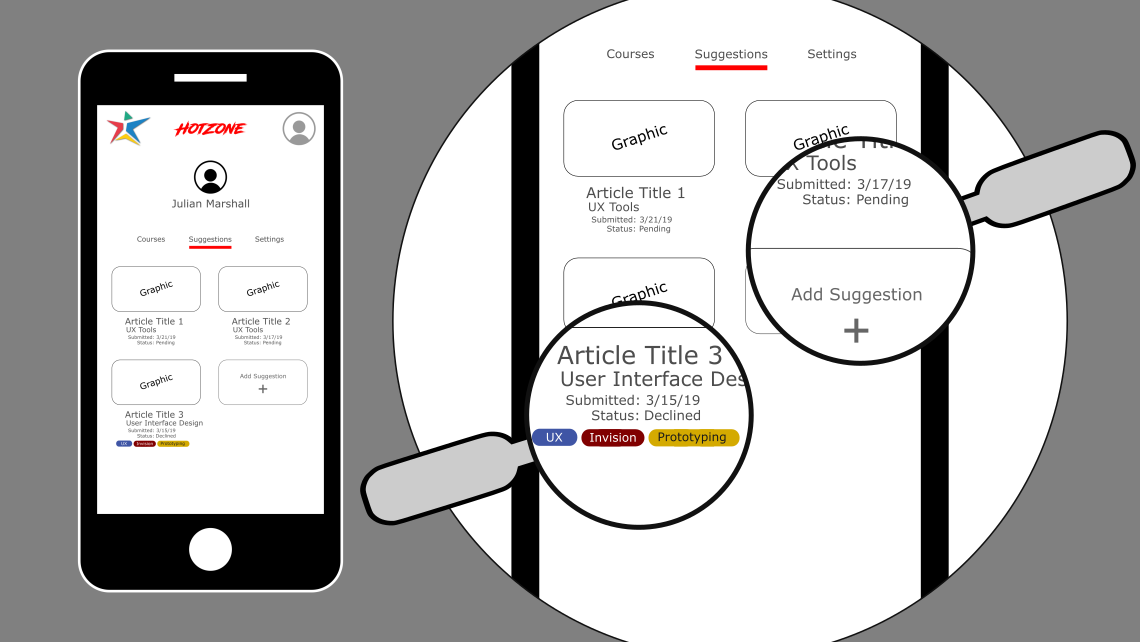 HOTZONE
Julian Marshall
Courses Suggestions Settings
Graphic Graphic
Article Title 1 Article Title 2
UX Tools UX Tools
Submitted: 3/21/19 Submitted: 3/17/19
Status: Pending Status: Pending
Graphic Add Suggestion
+
Article Title 3
User Interface Design
Submitted: 3/15/19
Status: Declined
UX Invision Prototyping
Courses Suggestions Settings
Graphic Graphic
Article Title 1
UX Tools
Submitted: 3/21/19
Status: Pending
Tools
Submitted: 3/17/19
Status: Pending
Graphic
Add Suggestion
+
Article Title 3
User Interface Des
Submitted: 3/15/19
Status: Declined
UX Invision Prototyping